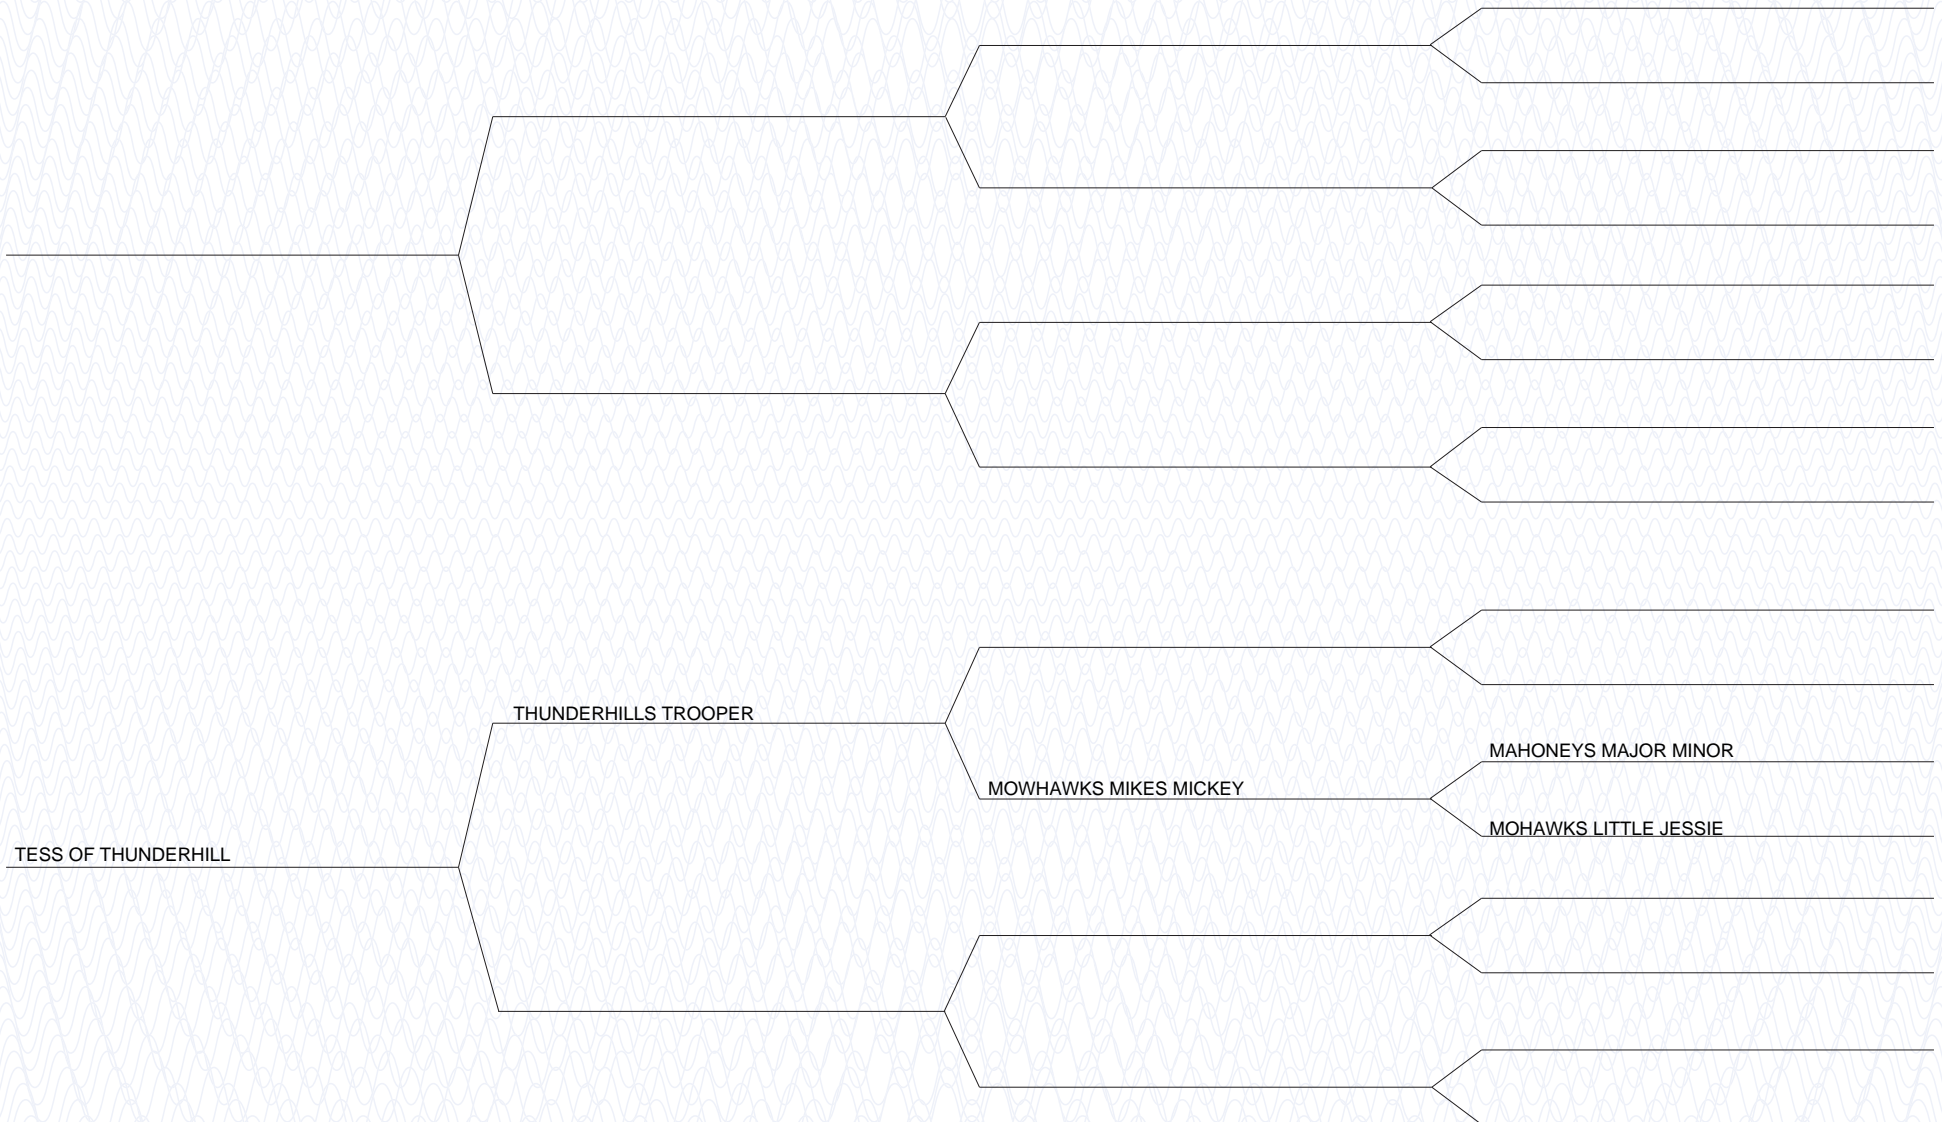 THUNDERHILLS TROOPER
MAHONEYS MAJOR MINOR
MOWHAWKS MIKES MICKEY
MOHAWKS LITTLE JESSIE
TESS OF THUNDERHILL